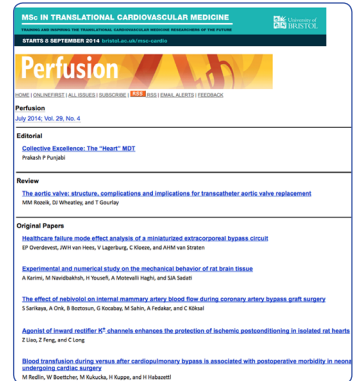 MSC IN TRANSLATIONAL CARDIOVASCULAR MEDICINE
TRAINING AND INSPIRING THE TRANSLATIONAL CARDIOVASCULAR MEDICINE RESEARCHERS OF THE FUTURE
University of
BRISTOL
STARTS 8 SEPTEMBER 2014 bristol.ac.uk/msc-cardio
Perfusion
HOME | ONLINEFIRST | ALL ISSUES | SUBSCRIBE | RSS RSS | EMAIL ALERTS | FEEDBACK
Perfusion
July 2014; Vol. 29, No. 4
Editorial
Collective Excellence: The "Heart" MDT
Prakash P Punjabi
Review
The aortic valve: structure, complications and implications for transcatheter aortic valve replacement
MM Rozeik, DJ Wheatley, and T Gourlay
Original Papers
Healthcare failure mode effect analysis of a miniaturized extracorporeal bypass circuit
EP Overdevest, JWH van Hees, V Lagerburg, C Kloeze, and AHM van Straten
Experimental and numerical study on the mechanical behavior of rat brain tissue
A Karimi, M Navidbakhsh, H Yousefi, A Motevalli Haghi, and SJA Sadati
The effect of nebivolol on internal mammary artery blood flow during coronary artery bypass graft surgery
S Sarikaya, A Onk, B Bootosun, G Kocabay, M Sahin, A Fedakar, and C Köksal
Agonist of inward rectifier K⁺ channels enhances the protection of ischemic postconditioning in isolated rat hearts
Z Liao, Z Feng, and C Long
Blood transfusion during versus after cardiopulmonary bypass is associated with postoperative morbidity in neona
undergoing cardiac surgery
M Redlin, W Boettcher, M Kukucka, H Kuppe, and H Habazettl